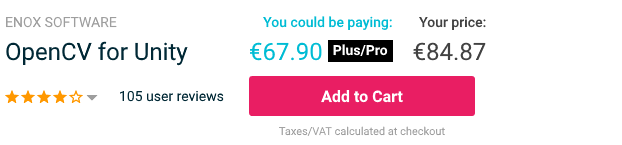 ENOX SOFTWARE
OpenCV for Unity
105 user reviews
You could be paying:
€67.90 Plus/Pro
Your price:
€84.87
Add to Cart
Taxes/VAT calculated at checkout